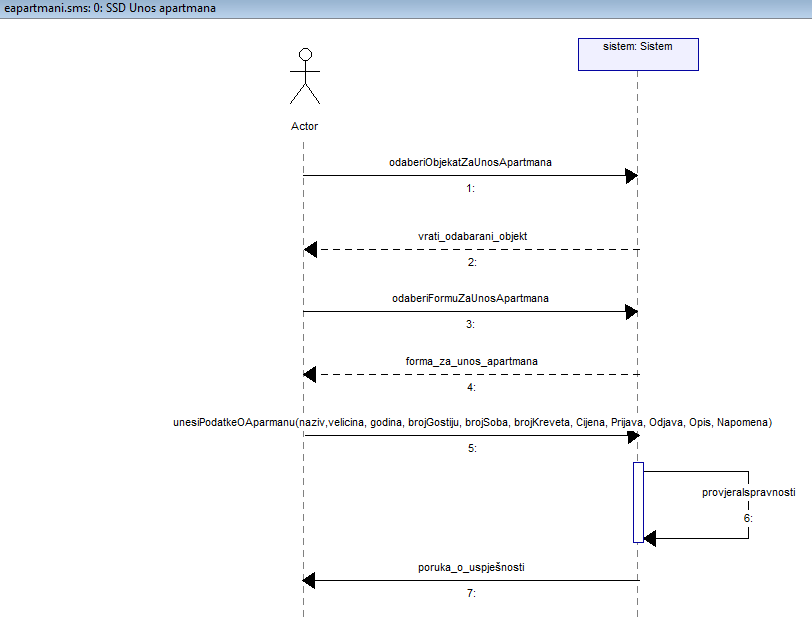 eapartmani.sms: 0: SSD Unos apartmana
sistem: Sistem
Actor
odaberiObjekatZaUnosApartmana
1:
vrati_odabarani_objekt
2:
odaberiFormuZaUnosApartmana
3:
forma_za_unos_apartmana
4:
unesiPodatkeOAparmanu(naziv,velicina, godina, brojGostiju, brojSoba, brojKreveta, Cijena, Prijava, Odjava, Opis, Napomena)
5:
provjeraIspravnosti
6:
poruka_o_uspješnosti
7: